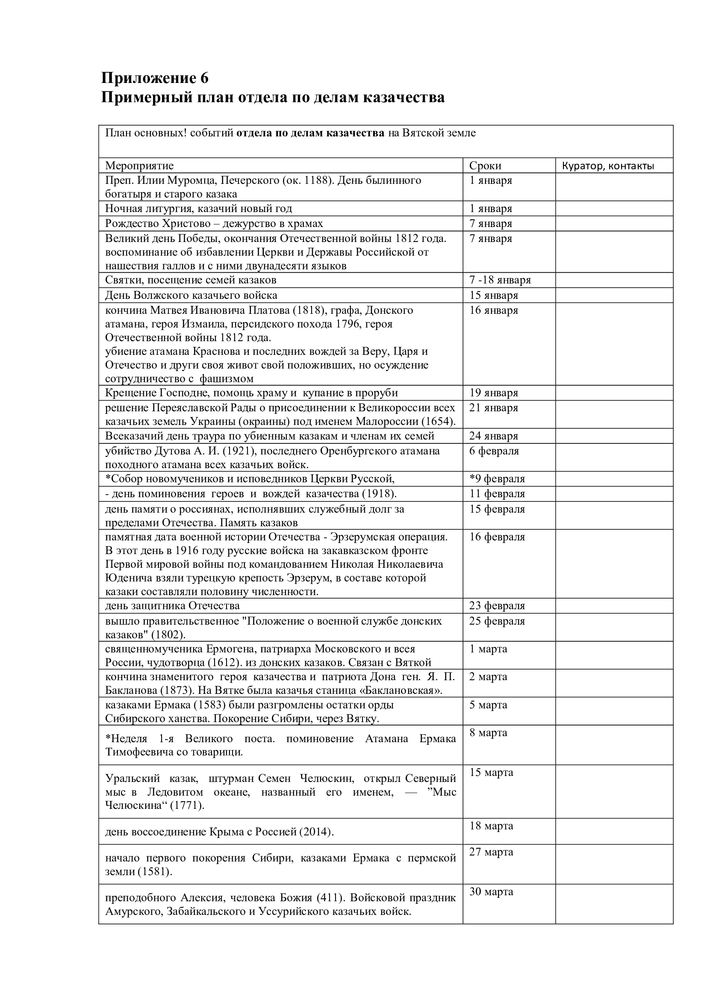 Приложение 6
Примерный план отдела по делам казачества
План основных! событий отдела по делам казачества на Вятской земле
Мероприятие Сроки Куратор, контакты
Преп. Илии Муромца, Печерского (ок. 1188). День былинного 1 января
богатыря и старого казака
Ночная литургия, казачий новый год 1 января
Рождество Христово – дежурство в храмах 7 января
Великий день Победы, окончания Отечественной войны 1812 года. 7 января
воспоминание об избавлении Церкви и Державы Российской от
нашествия галлов и с ними двунадесяти языков
Святки, посещение семей казаков 7 -18 января
День Волжского казачьего войска 15 января
кончина Матвея Ивановича Платова (1818), графа, Донского 16 января
атамана, героя Измаила, персидского похода 1796, героя
Отечественной войны 1812 года.
убиение атамана Краснова и последних вождей за Веру, Царя и
Отечество и други своя живот свой положивших, но осуждение
сотрудничество с  фашизмом
Крещение Господне, помощь храму и  купание в проруби 19 января
решение Переяславской Рады о присоединении к Великороссии всех 21 января
казачьих земель Украины (окраины) под именем Малороссии (1654).
Всеказачий день траура по убиенным казакам и членам их семей 24 января
убийство Дутова А. И. (1921), последнего Оренбургского атамана 6 февраля
походного атамана всех казачьих войск.
*Собор новомучеников и исповедников Церкви Русской, *9 февраля
- день поминовения  героев  и  вождей  казачества (1918). 11 февраля
день памяти о россиянах, исполнявших служебный долг за 15 февраля
пределами Отечества. Память казаков
памятная дата военной истории Отечества - Эрзерумская операция. 16 февраля
В этот день в 1916 году русские войска на закавказском фронте
Первой мировой войны под командованием Николая Николаевича
Юденича взяли турецкую крепость Эрзерум, в составе которой
казаки составляли половину численности.
день защитника Отечества 23 февраля
вышло правительственное "Положение о военной службе донских 25 февраля
казаков" (1802).
священномученика Ермогена, патриарха Московского и всея 1 марта
России, чудотворца (1612). из донских казаков. Связан с Вяткой
кончина знаменитого  героя  казачества и  патриота Дона  ген.  Я.  П. 2 марта
Бакланова (1873). На Вятке была казачья станица «Баклановская».
казаками Ермака (1583) были разгромлены остатки орды 5 марта
Сибирского ханства. Покорение Сибири, через Вятку.
*Неделя 1-я Великого поста. поминовение Атамана Ермака 8 марта
Тимофеевича со товарищи.
Уральский казак, штурман Семен Челюскин, открыл Северный 15 марта
мыс в Ледовитом океане, названный его именем, — ”Мыс
Челюскина“ (1771).
день воссоединение Крыма с Россией (2014). 18 марта
начало первого покорения Сибири, казаками Ермака с пермской 27 марта
земли (1581).
преподобного Алексия, человека Божия (411). Войсковой праздник 30 марта
Амурского, Забайкальского и Уссурийского казачьих войск.